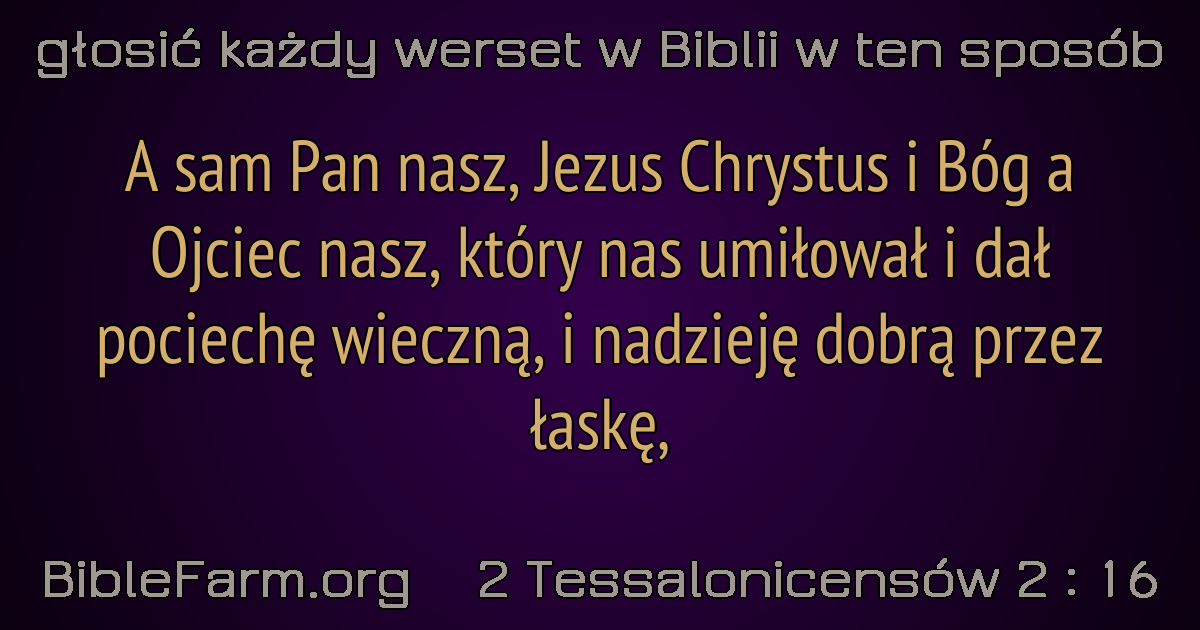 głosić każdy werset w Biblii w ten sposób
A sam Pan nasz, Jezus Chrystus i Bóg a
Ojciec nasz, który nas umiłował i dał
pociechę wieczną, i nadzieję dobrą przez
łaskę,
BibleFarm.org 2 Tessalonicensów 2 : 16